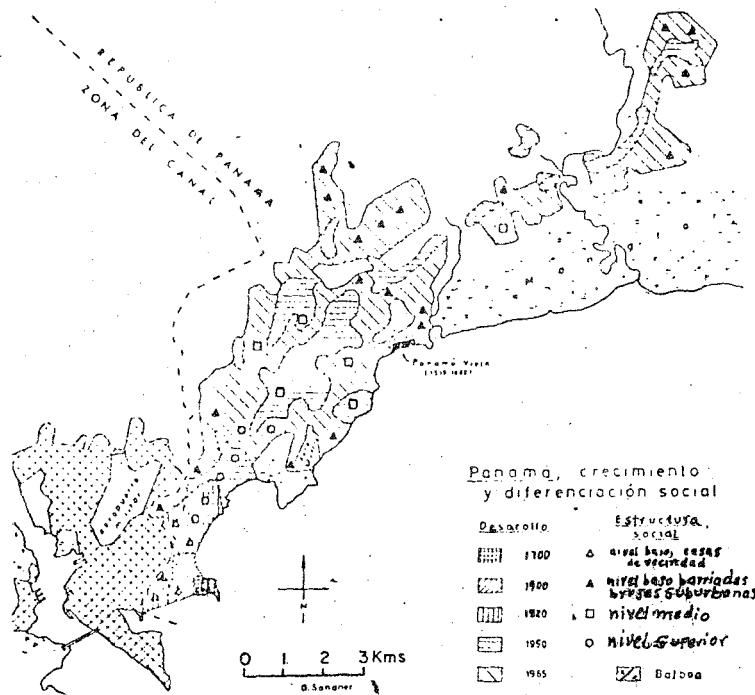 REPUBLICA DE PANAMA
ZONA DEL CANAL
Panamá Vieja
Panamá, crecimiento
y diferenciación social
Desarollo
Estructura
social
1700
△ nivel bajo, casas
de vecindad
1900
▲ nivel bajo barriadas
brujas suburbanas
1920
□ nivel medio
1950
○ nivel superior
1965
Balboa
N
0 1 2 3 Kms